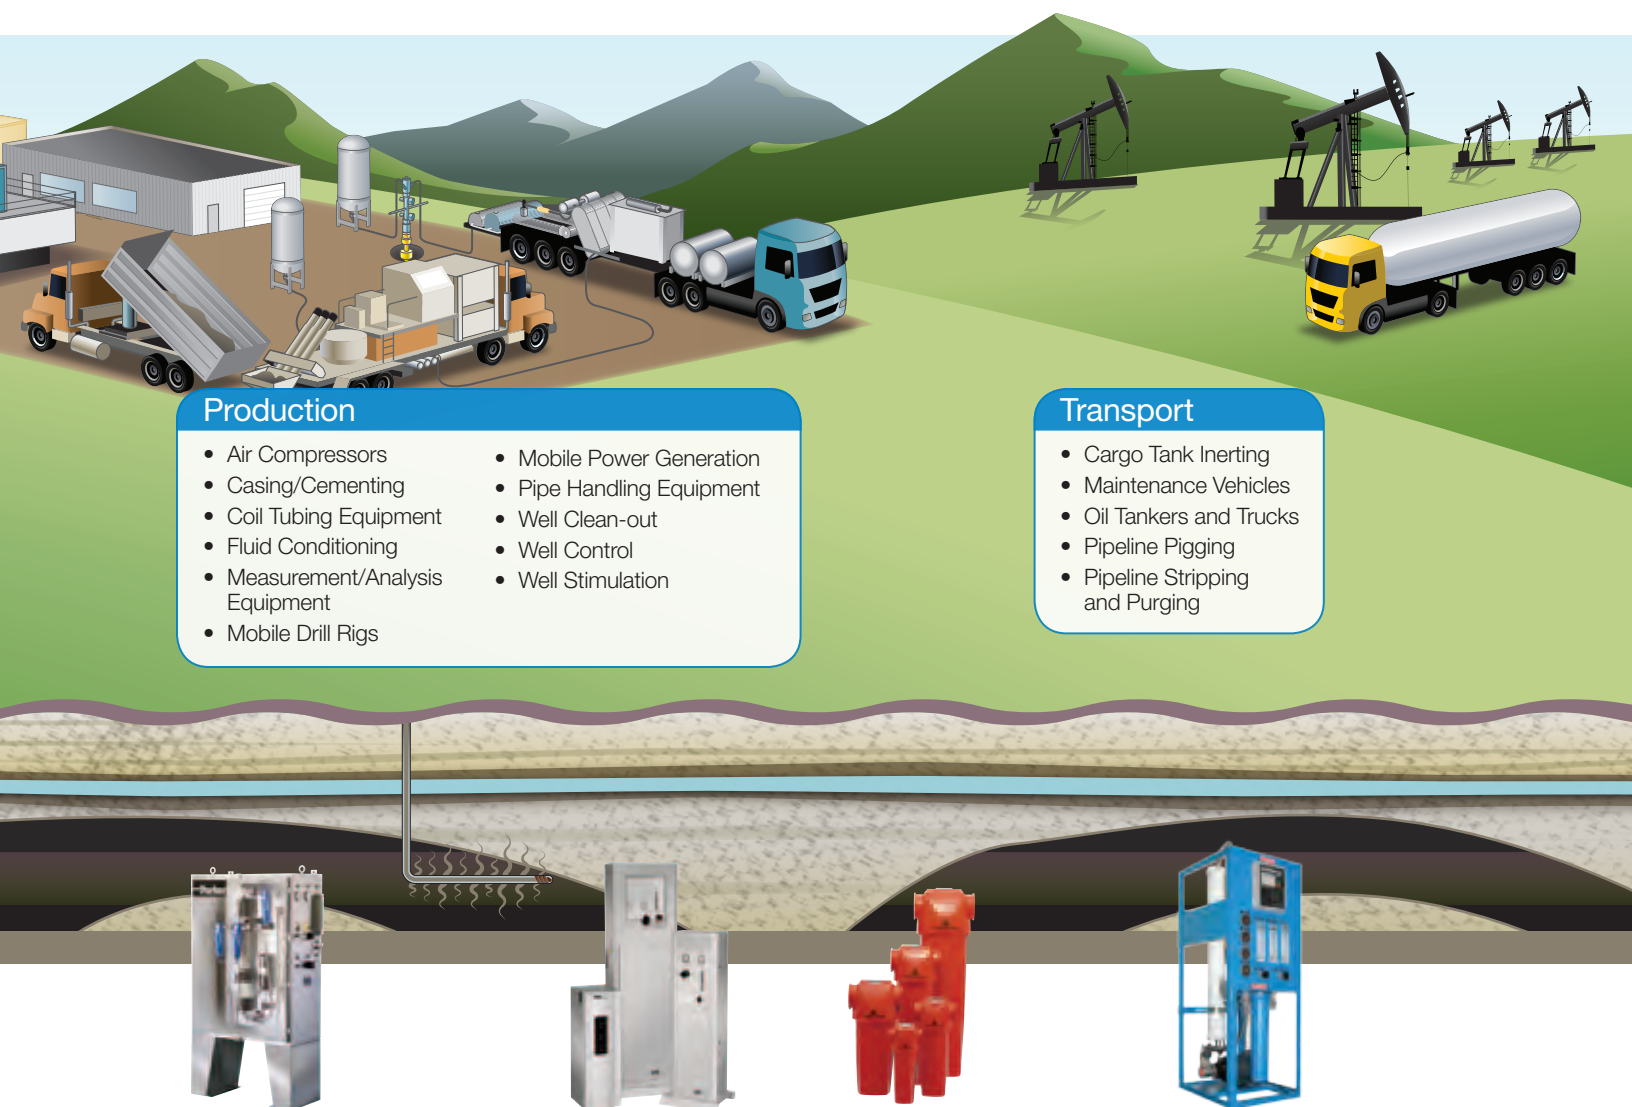 Production
• Air Compressors
• Casing/Cementing
• Coil Tubing Equipment
• Fluid Conditioning
• Measurement/Analysis
Equipment
• Mobile Drill Rigs
• Mobile Power Generation
• Pipe Handling Equipment
• Well Clean-out
• Well Control
• Well Stimulation
Transport
• Cargo Tank Inerting
• Maintenance Vehicles
• Oil Tankers and Trucks
• Pipeline Pigging
• Pipeline Stripping
and Purging
Parker